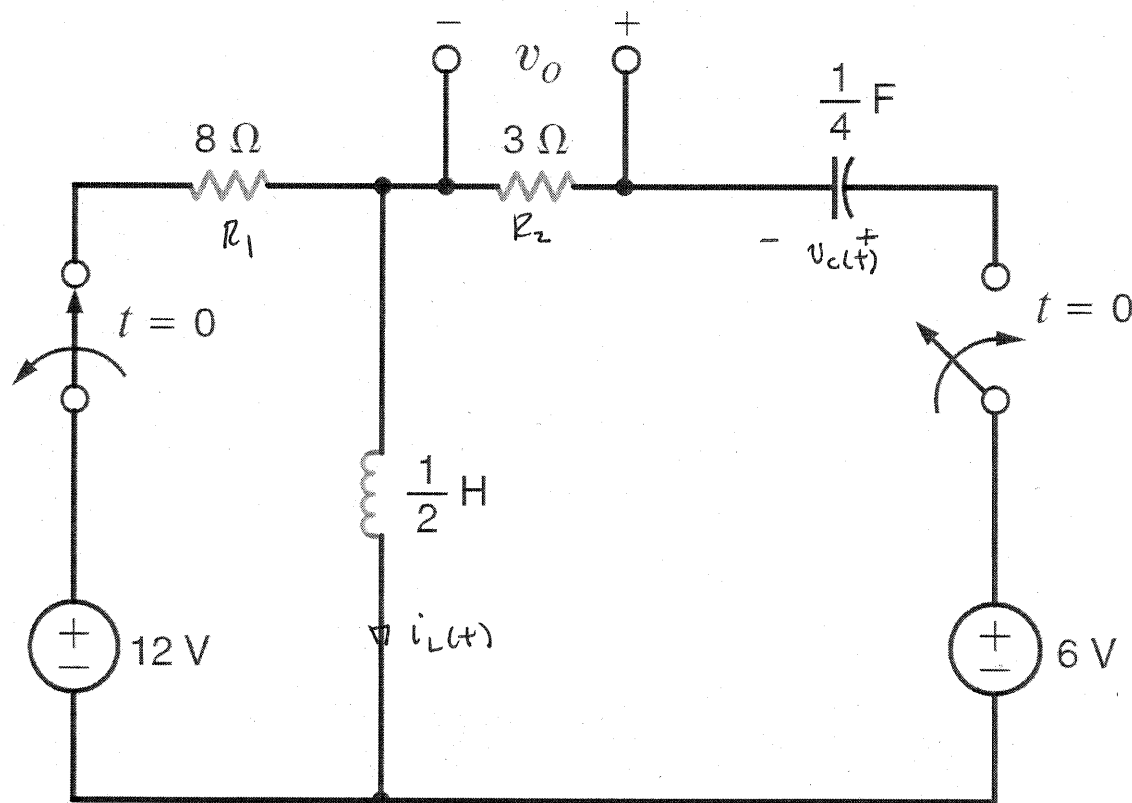 − v_O +
1/4 F
8 Ω
3 Ω
R₁
R₂
− v_c(t) +
t = 0
t = 0
1/2 H
i_L(t)
+
−
12 V
+
−
6 V